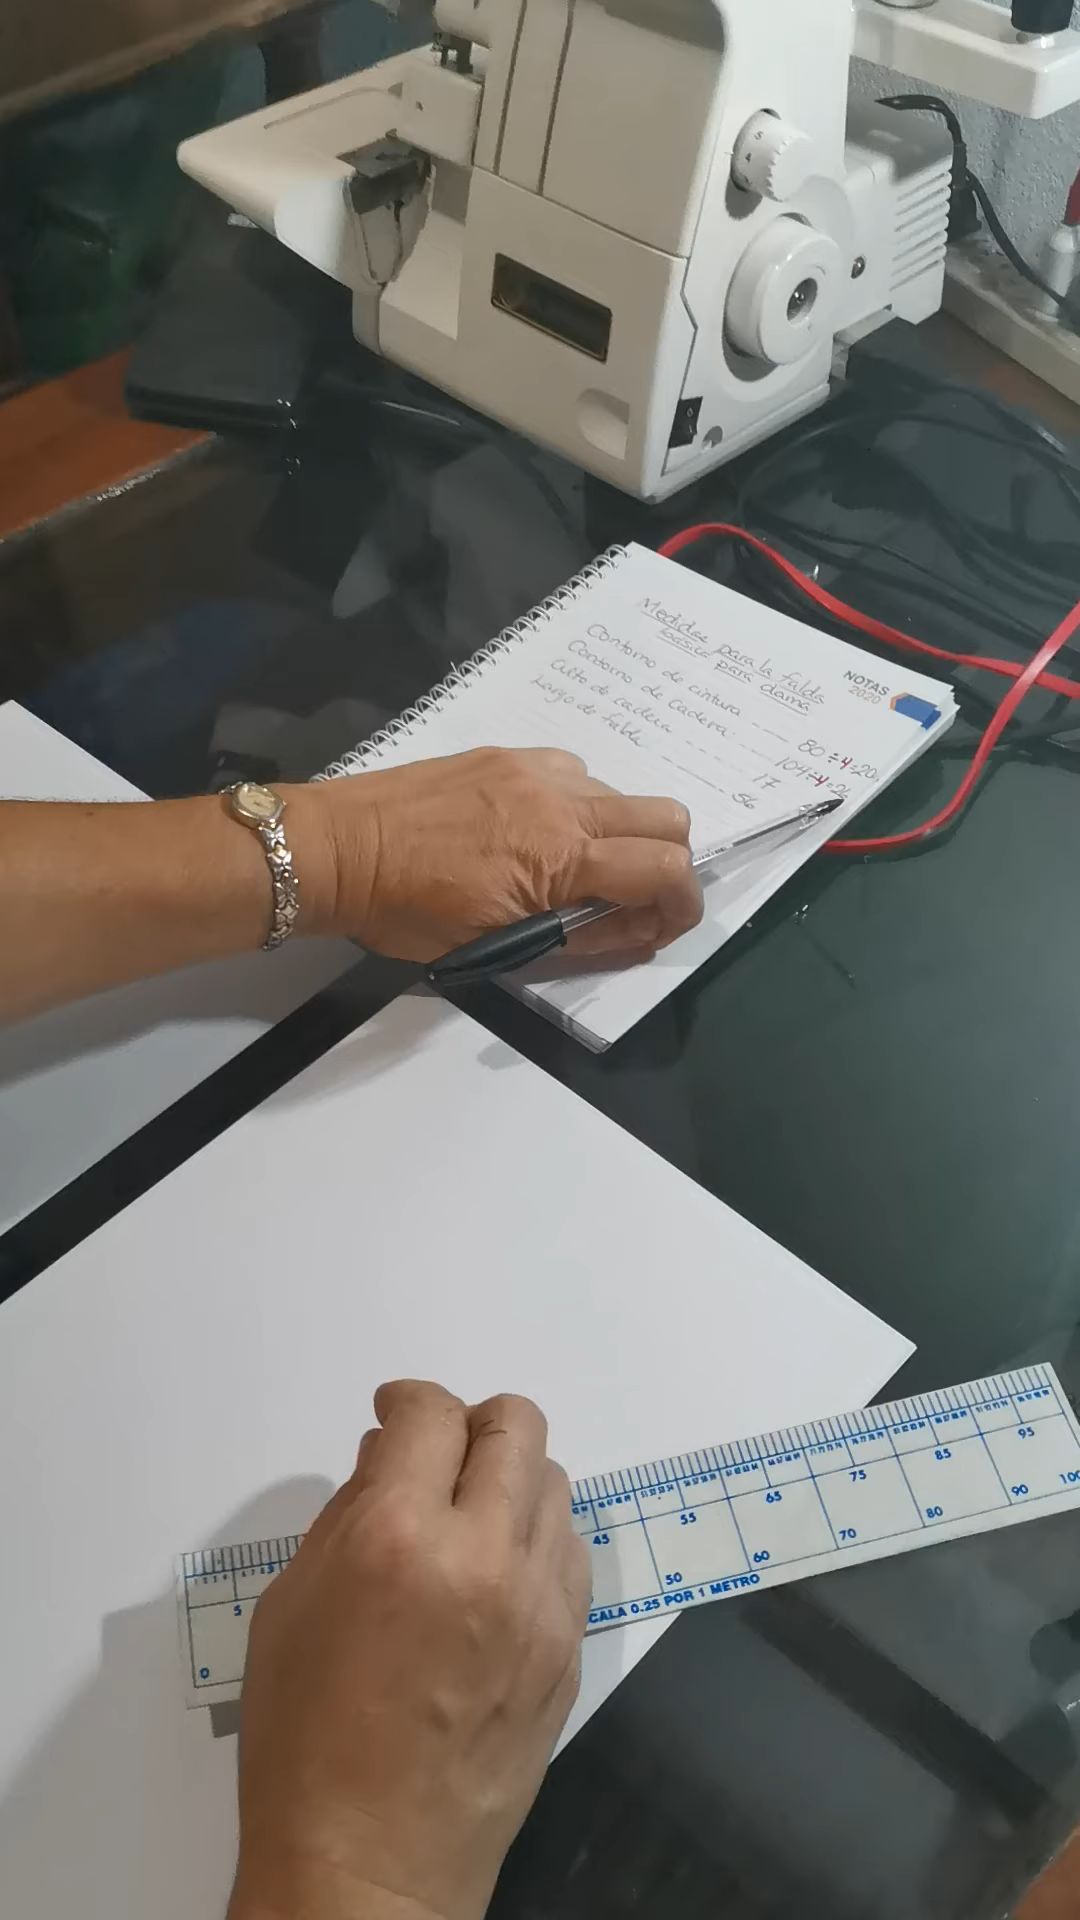 Medidas para la falda
básica para dama
NOTAS
2020
Contorno de cintura ---- 80 ÷4=20
Contorno de cadera. --- 104÷4=26
Alto de cadera ---- 17
Largo de falda ------- 56
5
0
45
50
55
60
65
70
75
80
85
90
95
100
CALA 0.25 POR 1 METRO